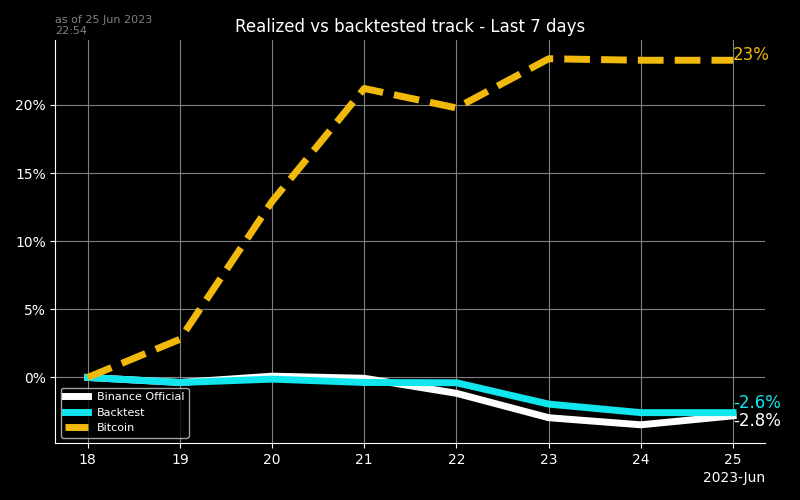 as of 25 Jun 2023
22:54
Realized vs backtested track - Last 7 days
23%
20%
15%
10%
5%
0%
-2.6%
-2.8%
Binance Official
Backtest
Bitcoin
18 19 20 21 22 23 24 25
2023-Jun